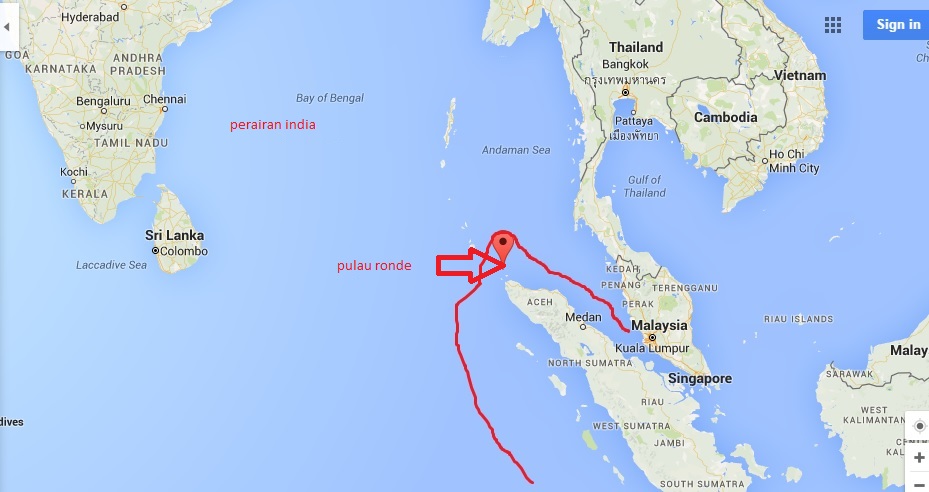 Hyderabad
Sign in
Thailand
Bangkok
กรุงเทพมหานคร
Vietnam
GOA
KARNATAKA
ANDHRA
PRADESH
Bay of Bengal
Bengaluru
Chennai
perairan india
Pattaya
เมืองพัทยา
Cambodia
Mysuru
TAMIL NADU
Andaman Sea
Ho Chi
Minh City
Kochi
KERALA
Gulf of
Thailand
Sri Lanka
Colombo
Laccadive Sea
pulau ronde
KEDAH
PENANG
TERENGGANU
PERAK
ACEH
Medan
Malaysia
RIAU ISLANDS
Kuala Lumpur
Malay
NORTH SUMATRA
SARAWAK
Singapore
RIAU
WEST
KALIMANTAN
dives
WEST SUMATRA
JAMBI
SOUTH SUMATRA